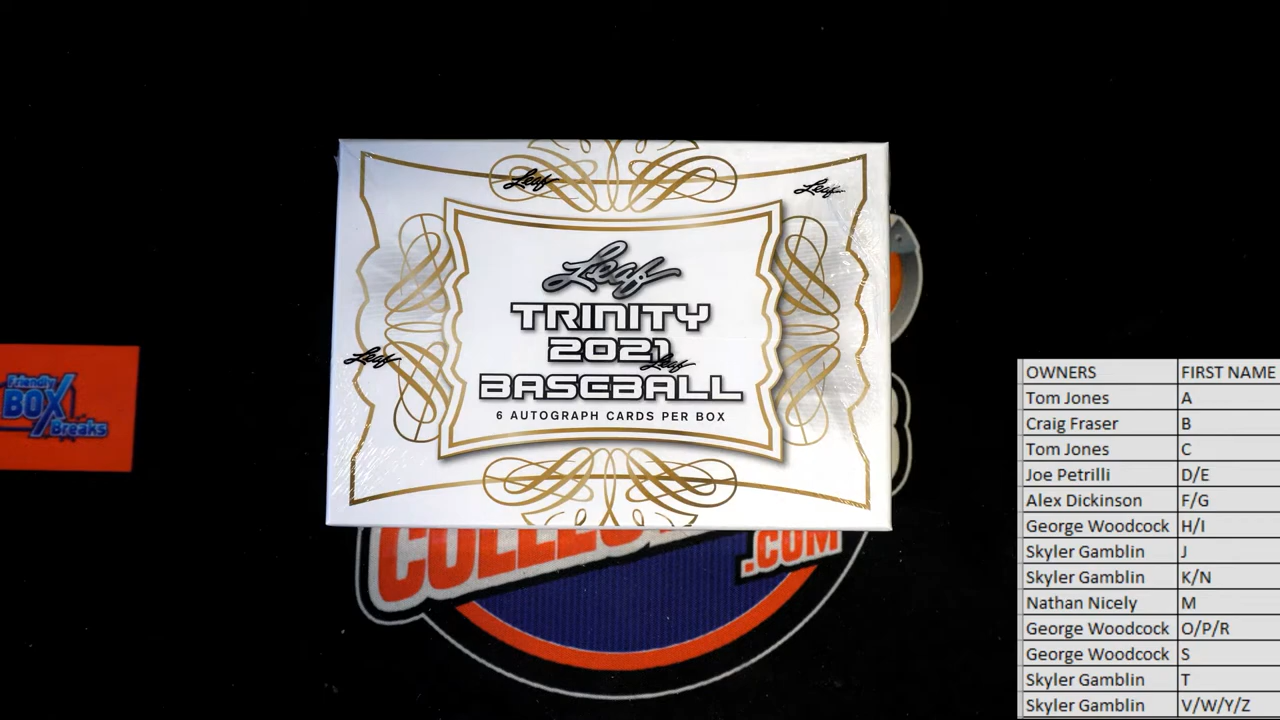 Leaf
Leaf
Leaf
TRINITY
2021
Leaf
Leaf
BASEBALL
6 AUTOGRAPH CARDS PER BOX
Friendly
BOX
Breaks
.COM
OWNERS FIRST NAME
Tom Jones A
Craig Fraser B
Tom Jones C
Joe Petrilli D/E
Alex Dickinson F/G
George Woodcock H/I
Skyler Gamblin J
Skyler Gamblin K/N
Nathan Nicely M
George Woodcock O/P/R
George Woodcock S
Skyler Gamblin T
Skyler Gamblin V/W/Y/Z